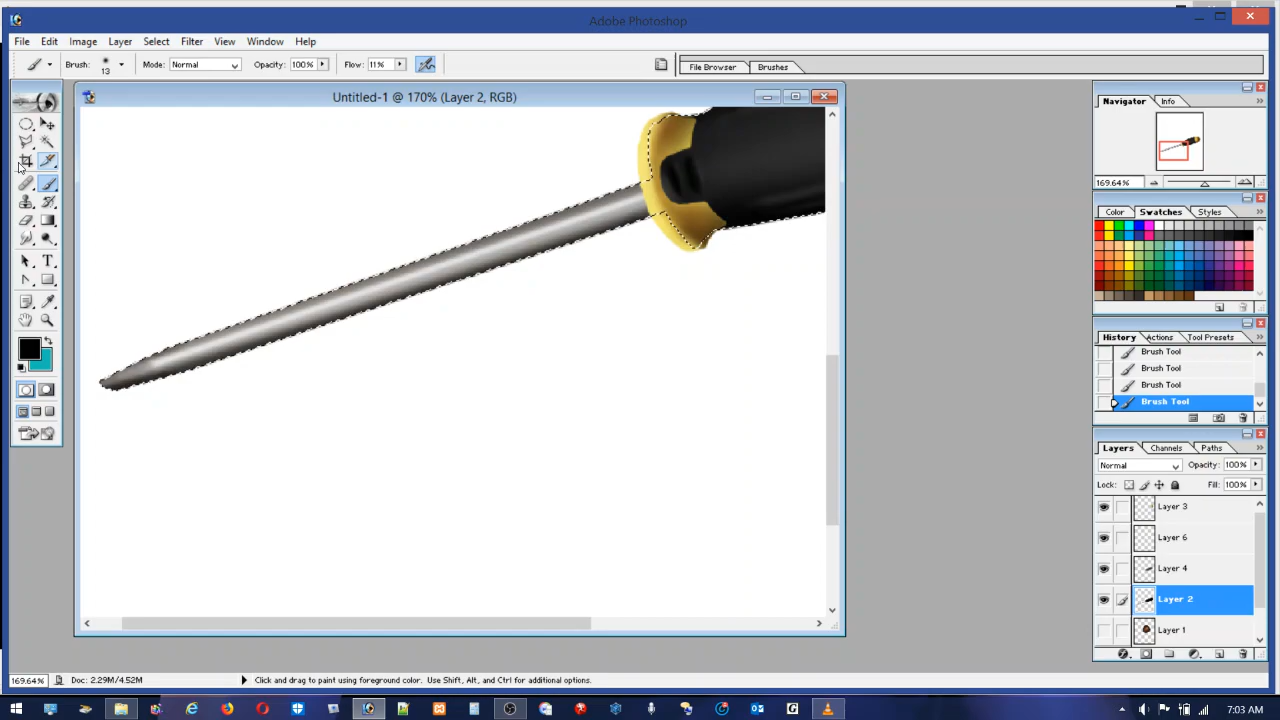 Adobe Photoshop
File Edit Image Layer Select Filter View Window Help
Brush: 13 Mode: Normal Opacity: 100% Flow: 11% File Browser Brushes
Untitled-1 @ 170% (Layer 2, RGB)
Navigator Info
169.64%
Color Swatches Styles
History Actions Tool Presets
Brush Tool
Brush Tool
Brush Tool
Brush Tool
Layers Channels Paths
Normal Opacity: 100%
Lock: Fill: 100%
Layer 3
Layer 6
Layer 4
Layer 2
Layer 1
169.64% Doc: 2.29M/4.52M Click and drag to paint using foreground color. Use Shift, Alt, and Ctrl for additional options.
7:03 AM